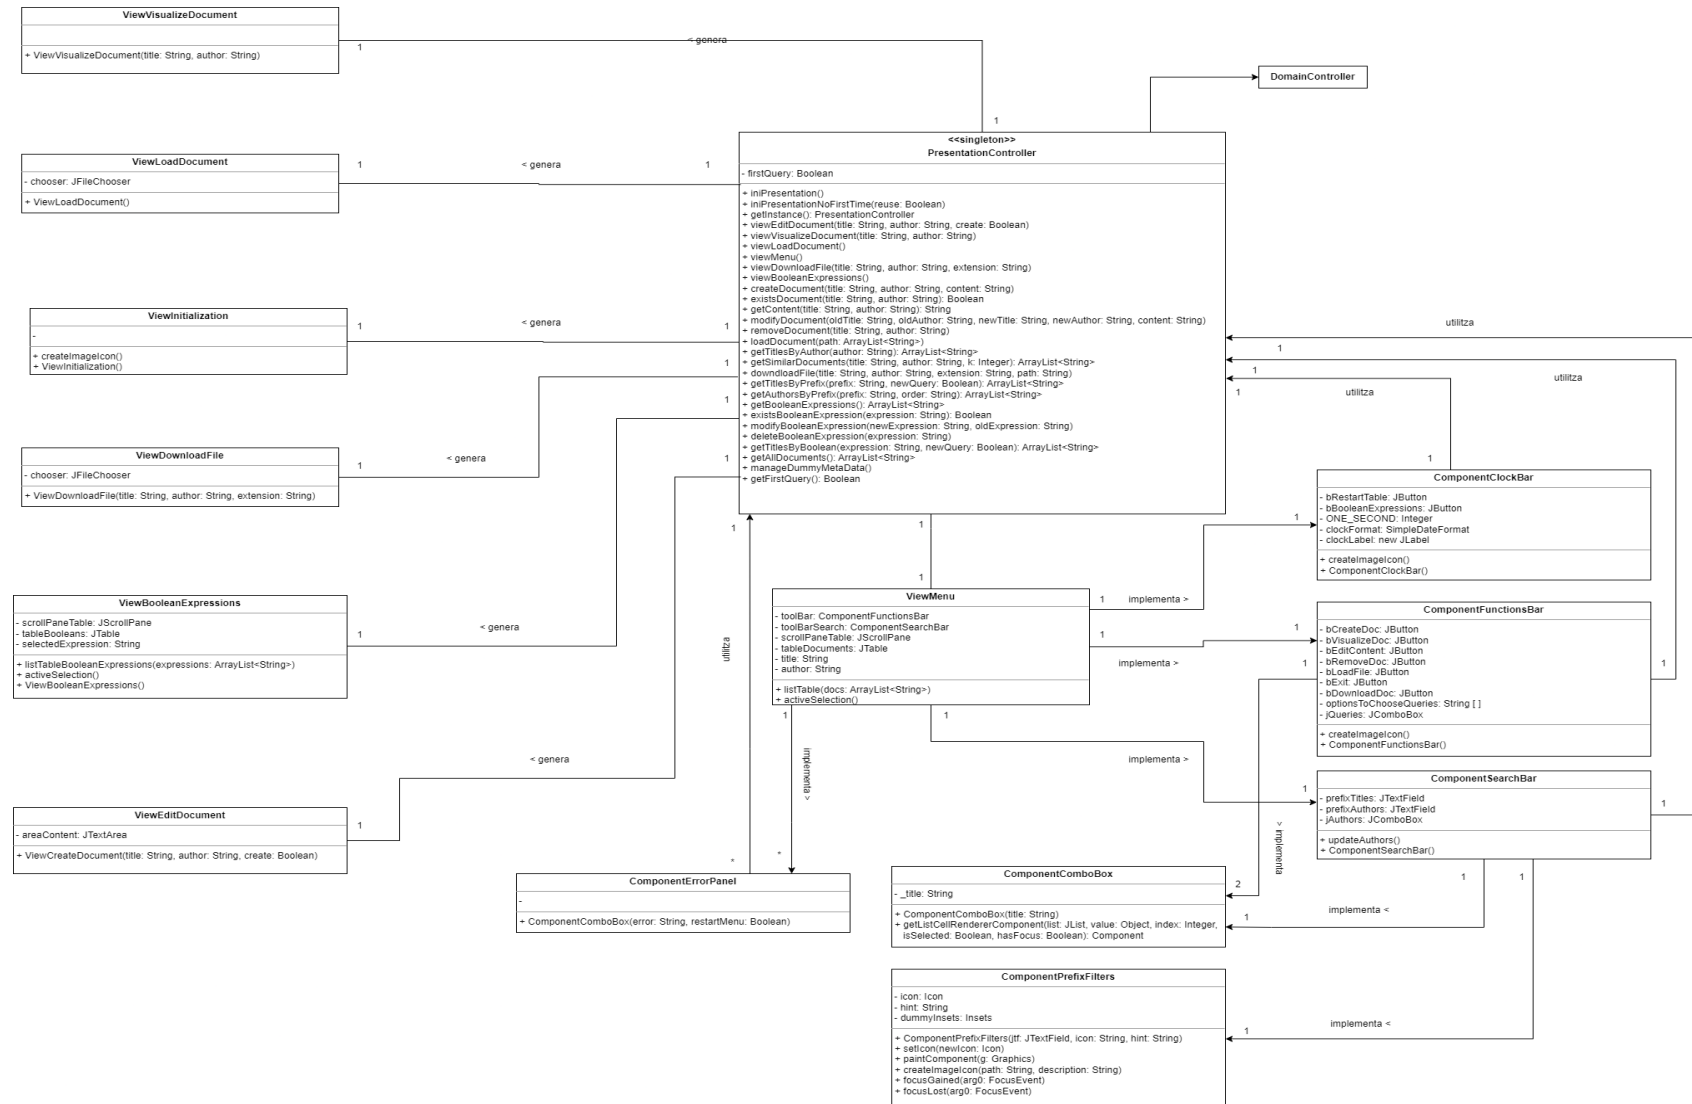 ViewVisualizeDocument
+ ViewVisualizeDocument(title: String, author: String)
1
< genera
1
DomainController
<<singleton>>
PresentationController
- firstQuery: Boolean
+ iniPresentation()
+ iniPresentationNoFirstTime(reuse: Boolean)
+ getInstance(): PresentationController
+ viewEditDocument(title: String, author: String, create: Boolean)
+ viewVisualizeDocument(title: String, author: String)
+ viewLoadDocument()
+ viewMenu()
+ viewDownloadFile(title: String, author: String, extension: String)
+ viewBooleanExpressions()
+ createDocument(title: String, author: String, content: String)
+ existsDocument(title: String, author: String): Boolean
+ getContent(title: String, author: String): String
+ modifyDocument(oldTitle: String, oldAuthor: String, newTitle: String, newAuthor: String, content: String)
+ removeDocument(title: String, author: String)
+ loadDocument(path: ArrayList<String>)
+ getTitlesByAuthor(author: String): ArrayList<String>
+ getSimilarDocuments(title: String, author: String, k: Integer): ArrayList<String>
+ downdloadFile(title: String, author: String, extension: String, path: String)
+ getTitlesByPrefix(prefix: String, newQuery: Boolean): ArrayList<String>
+ getAuthorsByPrefix(prefix: String, order: String): ArrayList<String>
+ getBooleanExpressions(): ArrayList<String>
+ existsBooleanExpression(expression: String): Boolean
+ modifyBooleanExpression(newExpression: String, oldExpression: String)
+ deleteBooleanExpression(expression: String)
+ getTitlesByBoolean(expression: String, newQuery: Boolean): ArrayList<String>
+ getAllDocuments(): ArrayList<String>
+ manageDummyMetaData()
+ getFirstQuery(): Boolean
ViewLoadDocument
- chooser: JFileChooser
+ ViewLoadDocument()
1
< genera
1
ViewInitialization
-
+ createImageIcon()
+ ViewInitialization()
1
< genera
1
ViewDownloadFile
- chooser: JFileChooser
+ ViewDownloadFile(title: String, author: String, extension: String)
1
< genera
1
ViewBooleanExpressions
- scrollPaneTable: JScrollPane
- tableBooleans: JTable
- selectedExpression: String
+ listTableBooleanExpressions(expressions: ArrayList<String>)
+ activeSelection()
+ ViewBooleanExpressions()
1
< genera
1
ViewEditDocument
- areaContent: JTextArea
+ ViewCreateDocument(title: String, author: String, create: Boolean)
1
< genera
1
utilitza
1
1
utilitza
1
utilitza
1
1
ComponentClockBar
- bRestartTable: JButton
- bBooleanExpressions: JButton
- ONE_SECOND: Integer
- clockFormat: SimpleDateFormat
- clockLabel: new JLabel
+ createImageIcon()
+ ComponentClockBar()
1
1
1
utilitza
*
1
ViewMenu
- toolBar: ComponentFunctionsBar
- toolBarSearch: ComponentSearchBar
- scrollPaneTable: JScrollPane
- tableDocuments: JTable
- title: String
- author: String
+ listTable(docs: ArrayList<String>)
+ activeSelection()
1
implementa >
1
1
implementa >
1
1
implementa >
1
1
implementa >
*
ComponentFunctionsBar
- bCreateDoc: JButton
- bVisualizeDoc: JButton
- bEditContent: JButton
- bRemoveDoc: JButton
- bLoadFile: JButton
- bExit: JButton
- bDownloadDoc: JButton
- optionsToChooseQueries: String [ ]
- jQueries: JComboBox
+ createImageIcon()
+ ComponentFunctionsBar()
1
1
> implementa
2
ComponentSearchBar
- prefixTitles: JTextField
- prefixAuthors: JTextField
- jAuthors: JComboBox
+ updateAuthors()
+ ComponentSearchBar()
1
1
1
ComponentErrorPanel
-
+ ComponentComboBox(error: String, restartMenu: Boolean)
ComponentComboBox
- _title: String
+ ComponentComboBox(title: String)
+ getListCellRendererComponent(list: JList, value: Object, index: Integer,
isSelected: Boolean, hasFocus: Boolean): Component
1
implementa <
ComponentPrefixFilters
- icon: Icon
- hint: String
- dummyInsets: Insets
+ ComponentPrefixFilters(jtf: JTextField, icon: String, hint: String)
+ setIcon(newIcon: Icon)
+ paintComponent(g: Graphics)
+ createImageIcon(path: String, description: String)
+ focusGained(arg0: FocusEvent)
+ focusLost(arg0: FocusEvent)
1
implementa <